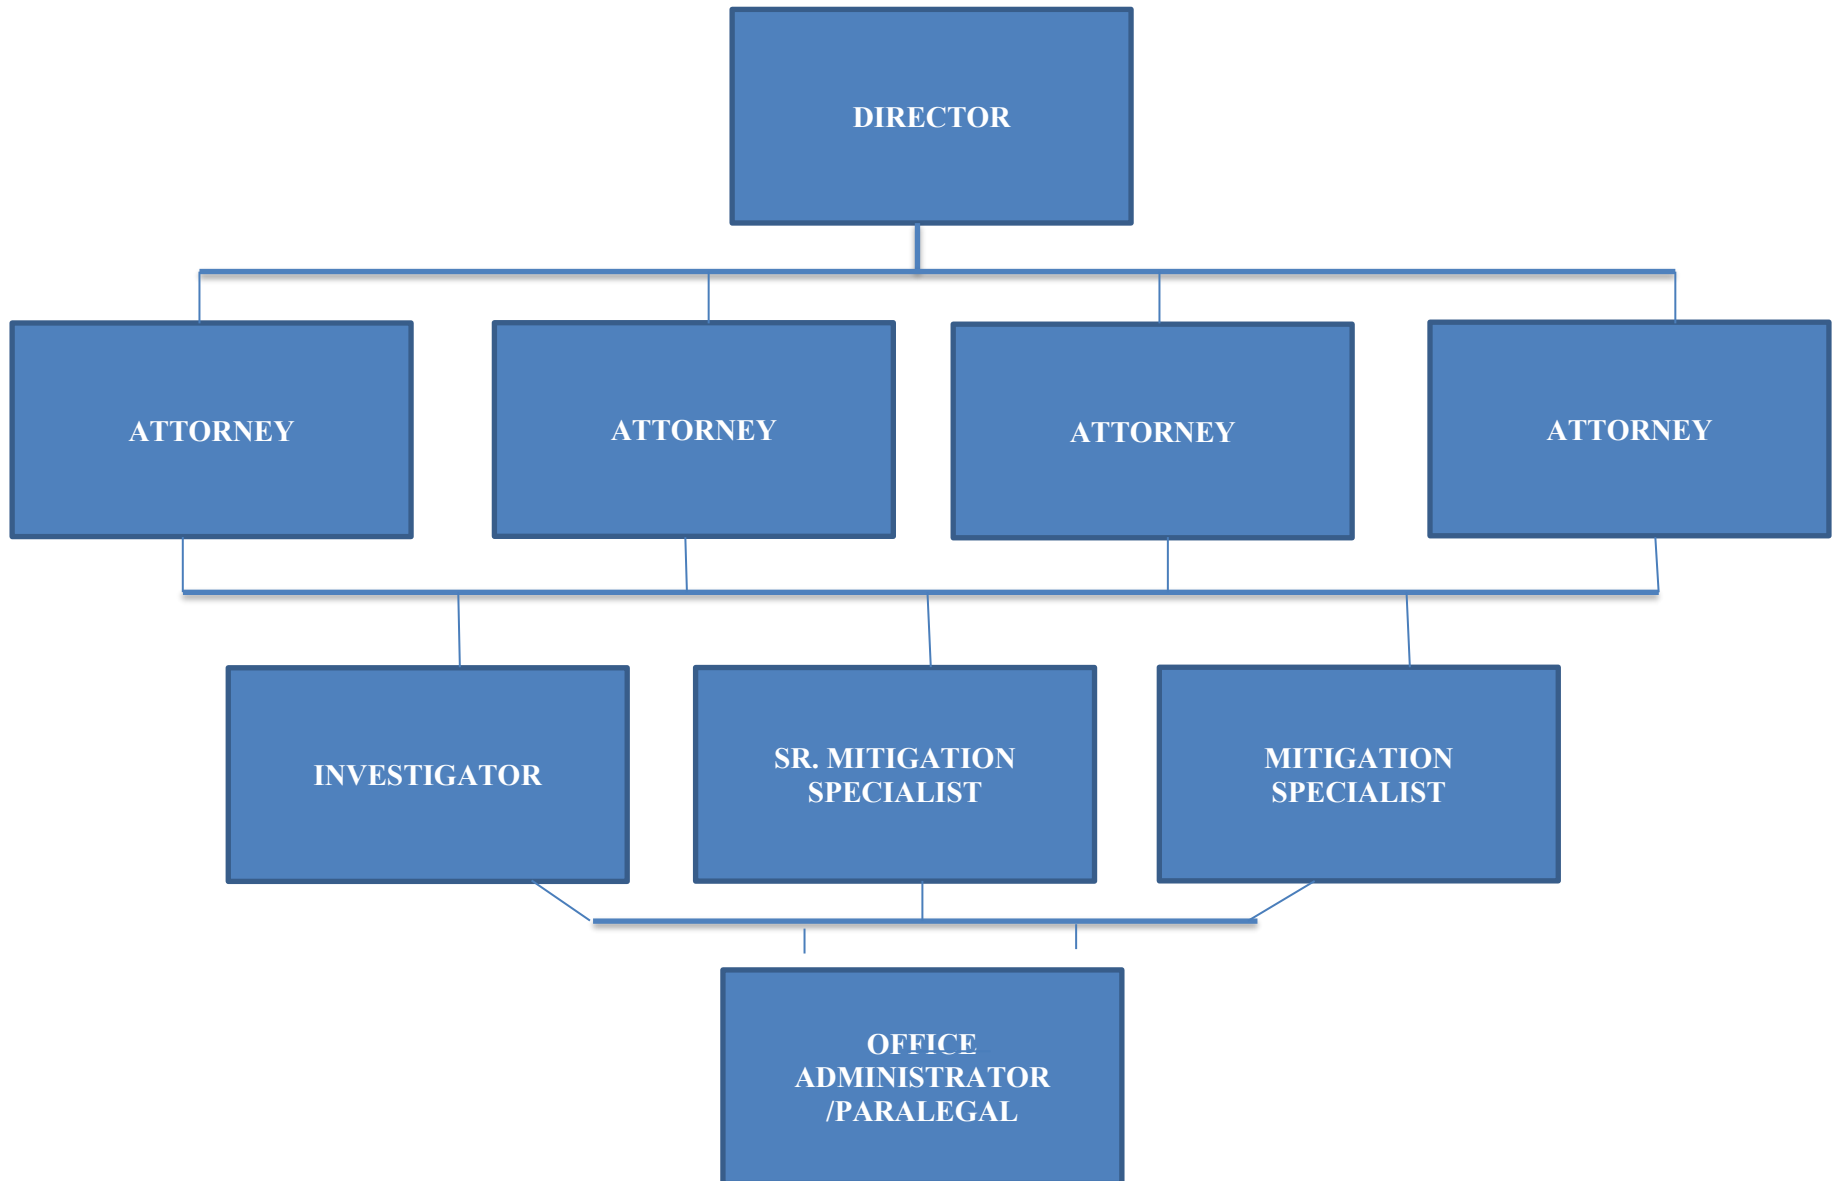 DIRECTOR
ATTORNEY
ATTORNEY
ATTORNEY
ATTORNEY
INVESTIGATOR
SR. MITIGATION
SPECIALIST
MITIGATION
SPECIALIST
OFFICE
ADMINISTRATOR
/PARALEGAL